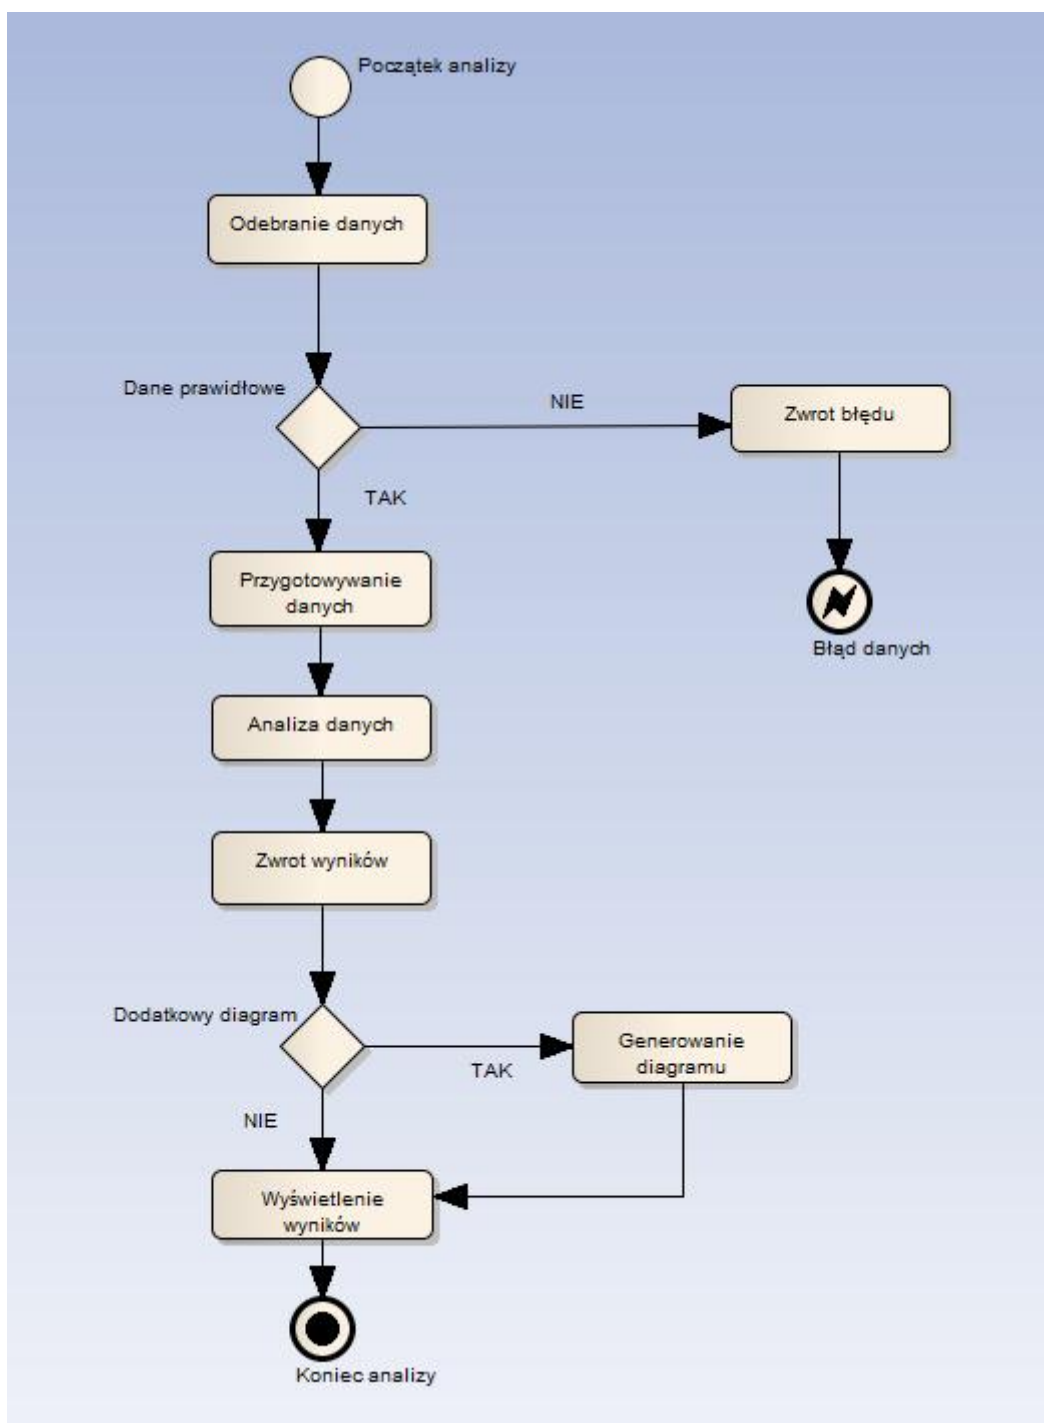 Początek analizy
Odebranie danych
Dane prawidłowe
NIE
Zwrot błędu
TAK
Przygotowywanie
danych
Błąd danych
Analiza danych
Zwrot wyników
Dodatkowy diagram
TAK
Generowanie
diagramu
NIE
Wyświetlenie
wyników
Koniec analizy